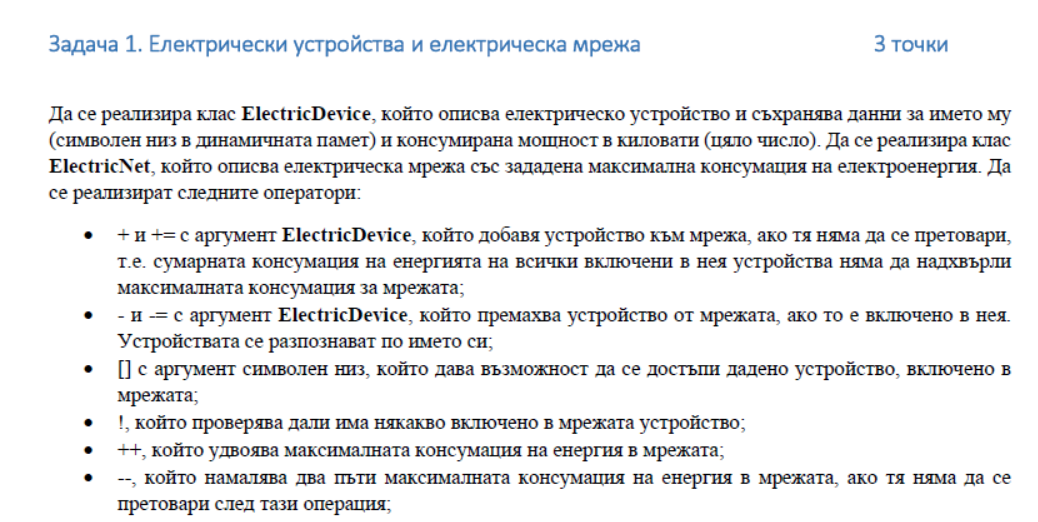 Задача 1. Електрически устройства и електрическа мрежа 3 точки
Да се реализира клас ElectricDevice, който описва електрическо устройство и съхранява данни за името му
(символен низ в динамичната памет) и консумирана мощност в киловати (цяло число). Да се реализира клас
ElectricNet, който описва електрическа мрежа със зададена максимална консумация на електроенергия. Да
се реализират следните оператори:
• + и += с аргумент ElectricDevice, който добавя устройство към мрежа, ако тя няма да се претовари,
т.е. сумарната консумация на енергията на всички включени в нея устройства няма да надхвърли
максималната консумация за мрежата;
• - и -= с аргумент ElectricDevice, който премахва устройство от мрежата, ако то е включено в нея.
Устройствата се разпознават по името си;
• [] с аргумент символен низ, който дава възможност да се достъпи дадено устройство, включено в
мрежата;
• !, който проверява дали има някакво включено в мрежата устройство;
• ++, който удвоява максималната консумация на енергия в мрежата;
• --, който намалява два пъти максималната консумация на енергия в мрежата, ако тя няма да се
претовари след тази операция;